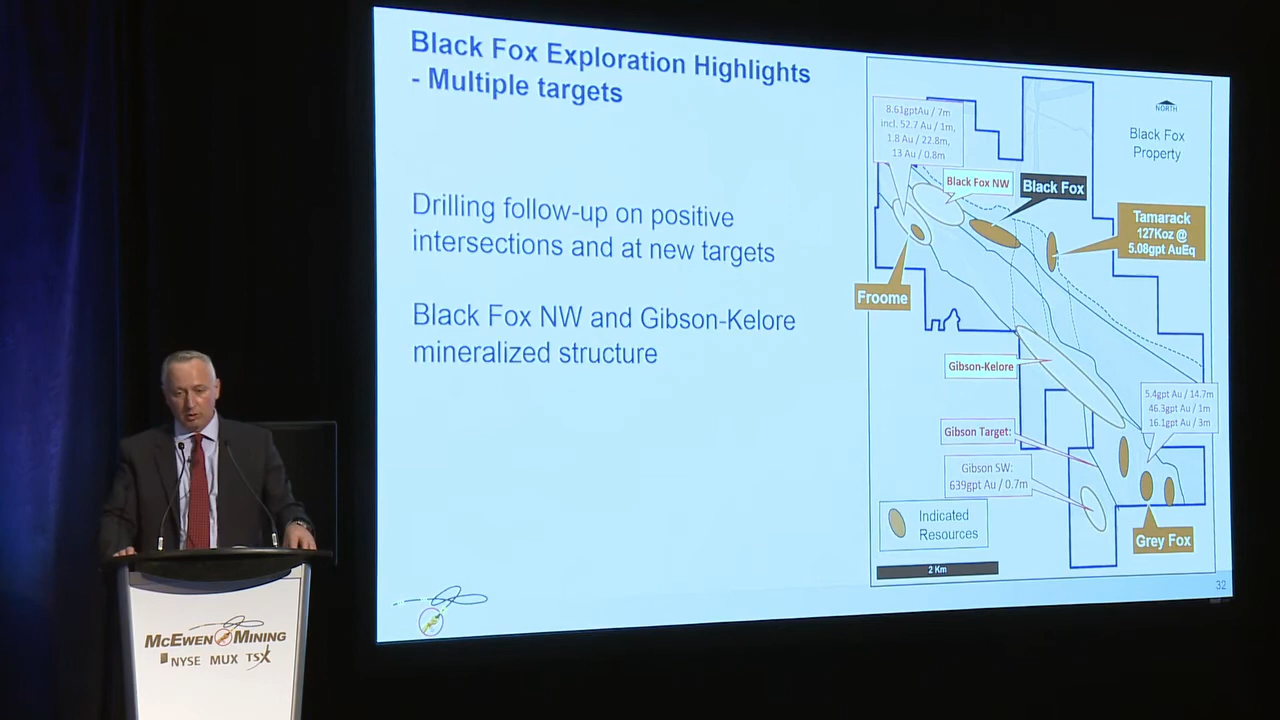 Black Fox Exploration Highlights
- Multiple targets
Drilling follow-up on positive
intersections and at new targets
Black Fox NW and Gibson-Kelore
mineralized structure
8.61gptAu / 7m
incl. 52.7 Au / 1m,
1.8 Au / 22.8m,
13 Au / 0.8m
NORTH
Black Fox
Property
Black Fox NW
Black Fox
Tamarack
127Koz @
5.08gpt AuEq
Froome
Gibson-Kelore
5.4gpt Au / 14.7m
46.3gpt Au / 1m
16.1gpt Au / 3m
Gibson Target:
Gibson SW:
639gpt Au / 0.7m
Indicated
Resources
Grey Fox
2 Km
32
McEWEN MINING
NYSE MUX TSX